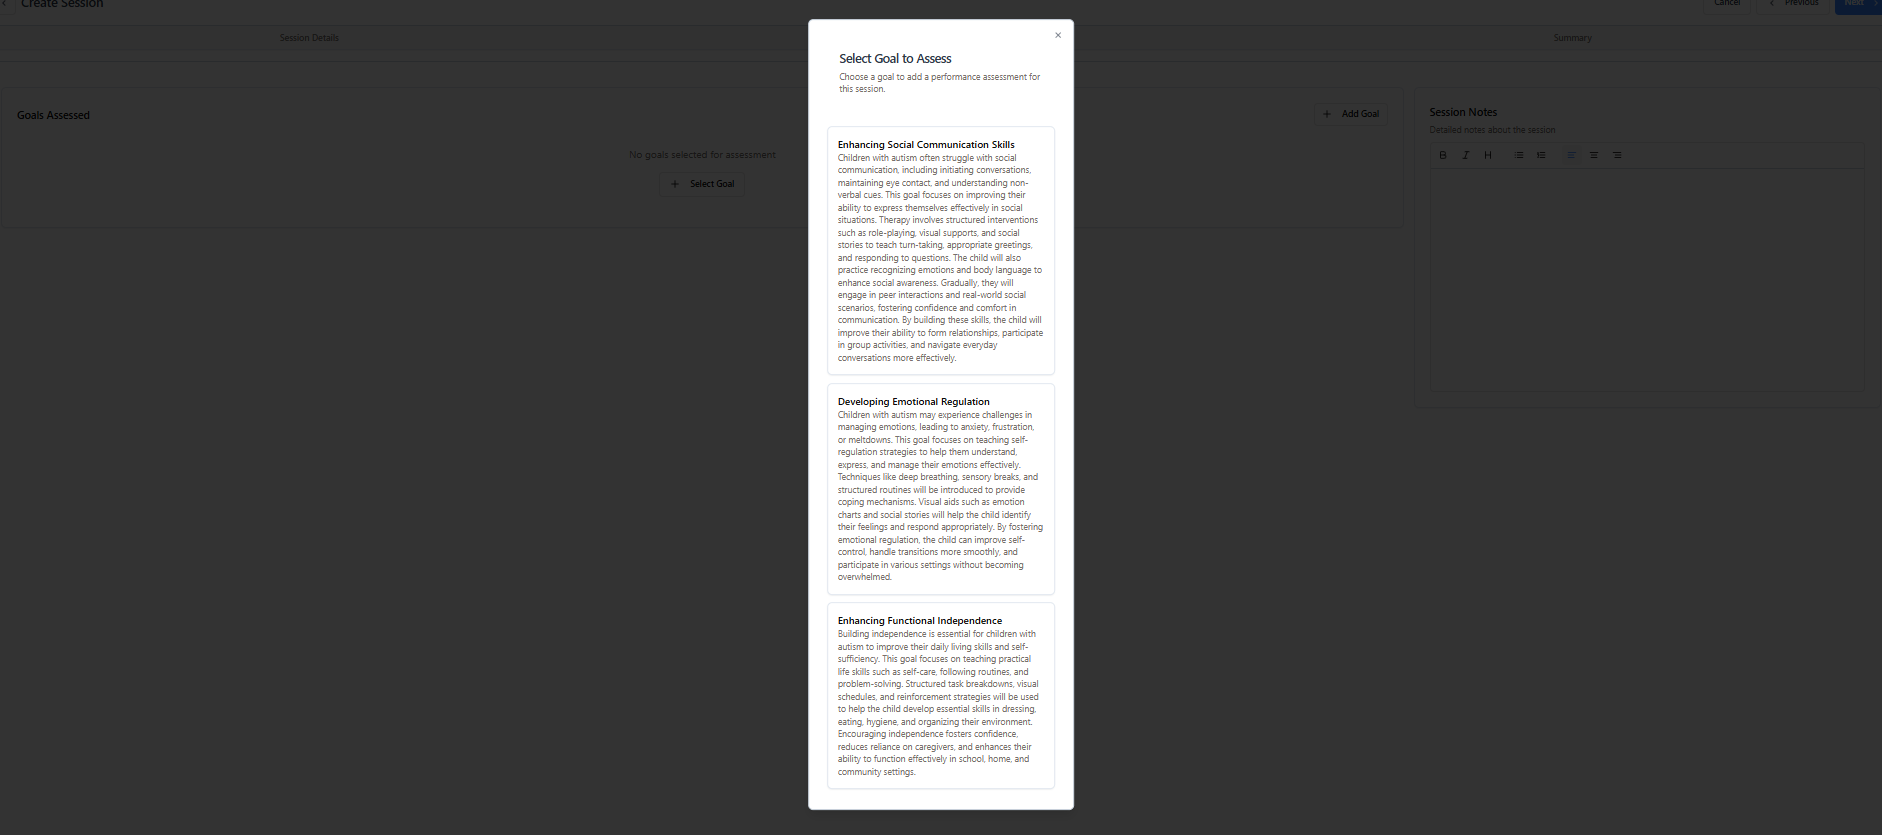 Create Session
Cancel
Previous
Next
Session Details
Summary
Goals Assessed
Add Goal
No goals selected for assessment
Select Goal
Session Notes
Detailed notes about the session
B I H
Select Goal to Assess
Choose a goal to add a performance assessment for
this session.
Enhancing Social Communication Skills
Children with autism often struggle with social
communication, including initiating conversations,
maintaining eye contact, and understanding non-
verbal cues. This goal focuses on improving their
ability to express themselves effectively in social
situations. Therapy involves structured interventions
such as role-playing, visual supports, and social
stories to teach turn-taking, appropriate greetings,
and responding to questions. The child will also
practice recognizing emotions and body language to
enhance social awareness. Gradually, they will
engage in peer interactions and real-world social
scenarios, fostering confidence and comfort in
communication. By building these skills, the child will
improve their ability to form relationships, participate
in group activities, and navigate everyday
conversations more effectively.
Developing Emotional Regulation
Children with autism may experience challenges in
managing emotions, leading to anxiety, frustration,
or meltdowns. This goal focuses on teaching self-
regulation strategies to help them understand,
express, and manage their emotions effectively.
Techniques like deep breathing, sensory breaks, and
structured routines will be introduced to provide
coping mechanisms. Visual aids such as emotion
charts and social stories will help the child identify
their feelings and respond appropriately. By fostering
emotional regulation, the child can improve self-
control, handle transitions more smoothly, and
participate in various settings without becoming
overwhelmed.
Enhancing Functional Independence
Building independence is essential for children with
autism to improve their daily living skills and self-
sufficiency. This goal focuses on teaching practical
life skills such as self-care, following routines, and
problem-solving. Structured task breakdowns, visual
schedules, and reinforcement strategies will be used
to help the child develop essential skills in dressing,
eating, hygiene, and organizing their environment.
Encouraging independence fosters confidence,
reduces reliance on caregivers, and enhances their
ability to function effectively in school, home, and
community settings.